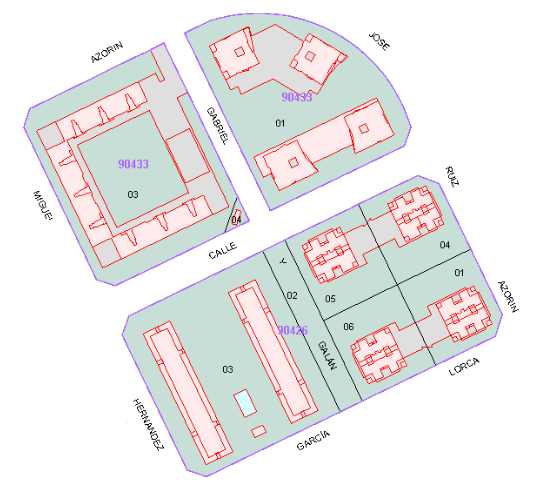 AZORIN
JOSE
GABRIEL
90433
01
90433
03
MIGUEL
04
RUIZ
CALLE
Y
02
05
04
01
AZORIN
06
90426
GALAN
03
LORCA
HERNANDEZ
GARCÍA